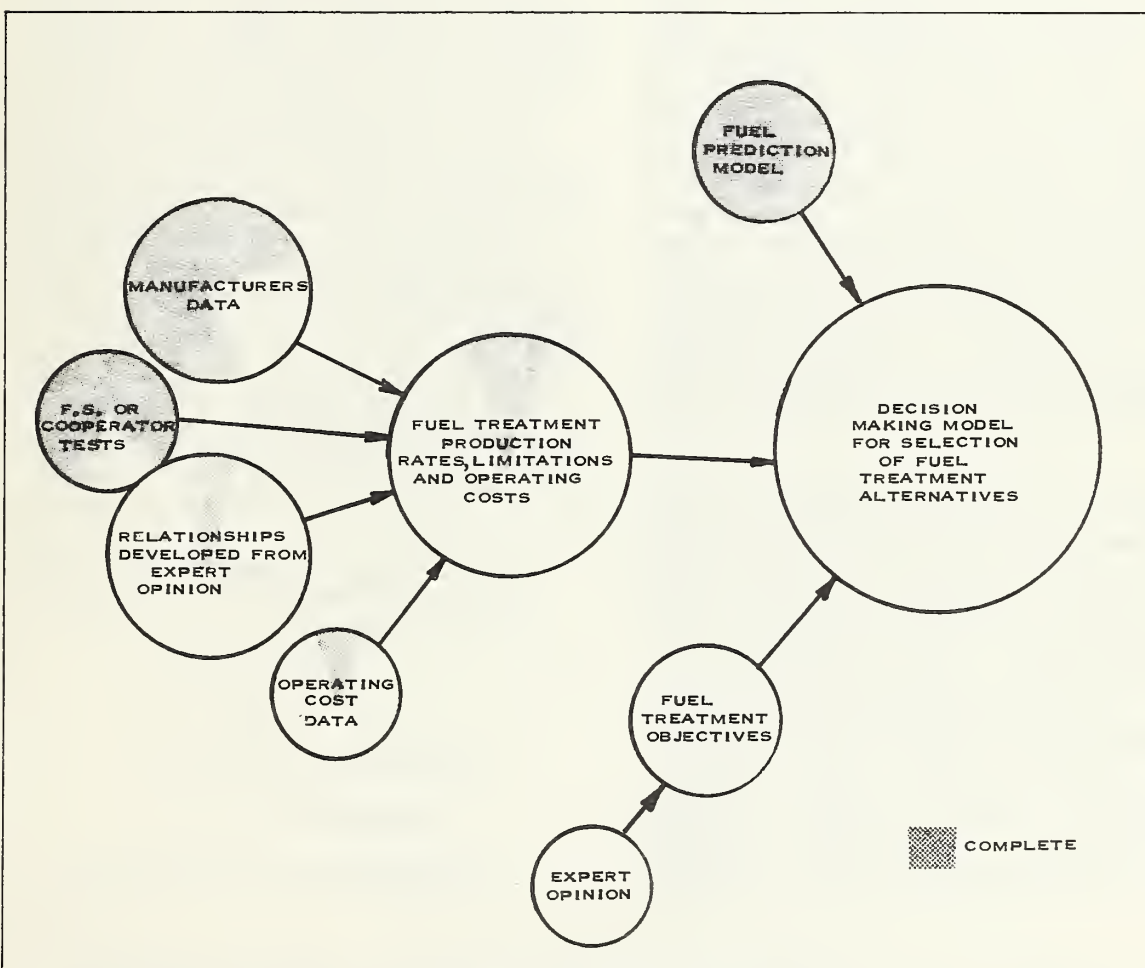 FUEL
PREDICTION
MODEL
MANUFACTURERS
DATA
F.S. OR
COOPERATOR
TESTS
RELATIONSHIPS
DEVELOPED FROM
EXPERT
OPINION
OPERATING
COST
DATA
FUEL TREATMENT
PRODUCTION
RATES, LIMITATIONS
AND OPERATING
COSTS
DECISION
MAKING MODEL
FOR SELECTION
OF FUEL
TREATMENT
ALTERNATIVES
FUEL
TREATMENT
OBJECTIVES
EXPERT
OPINION
COMPLETE